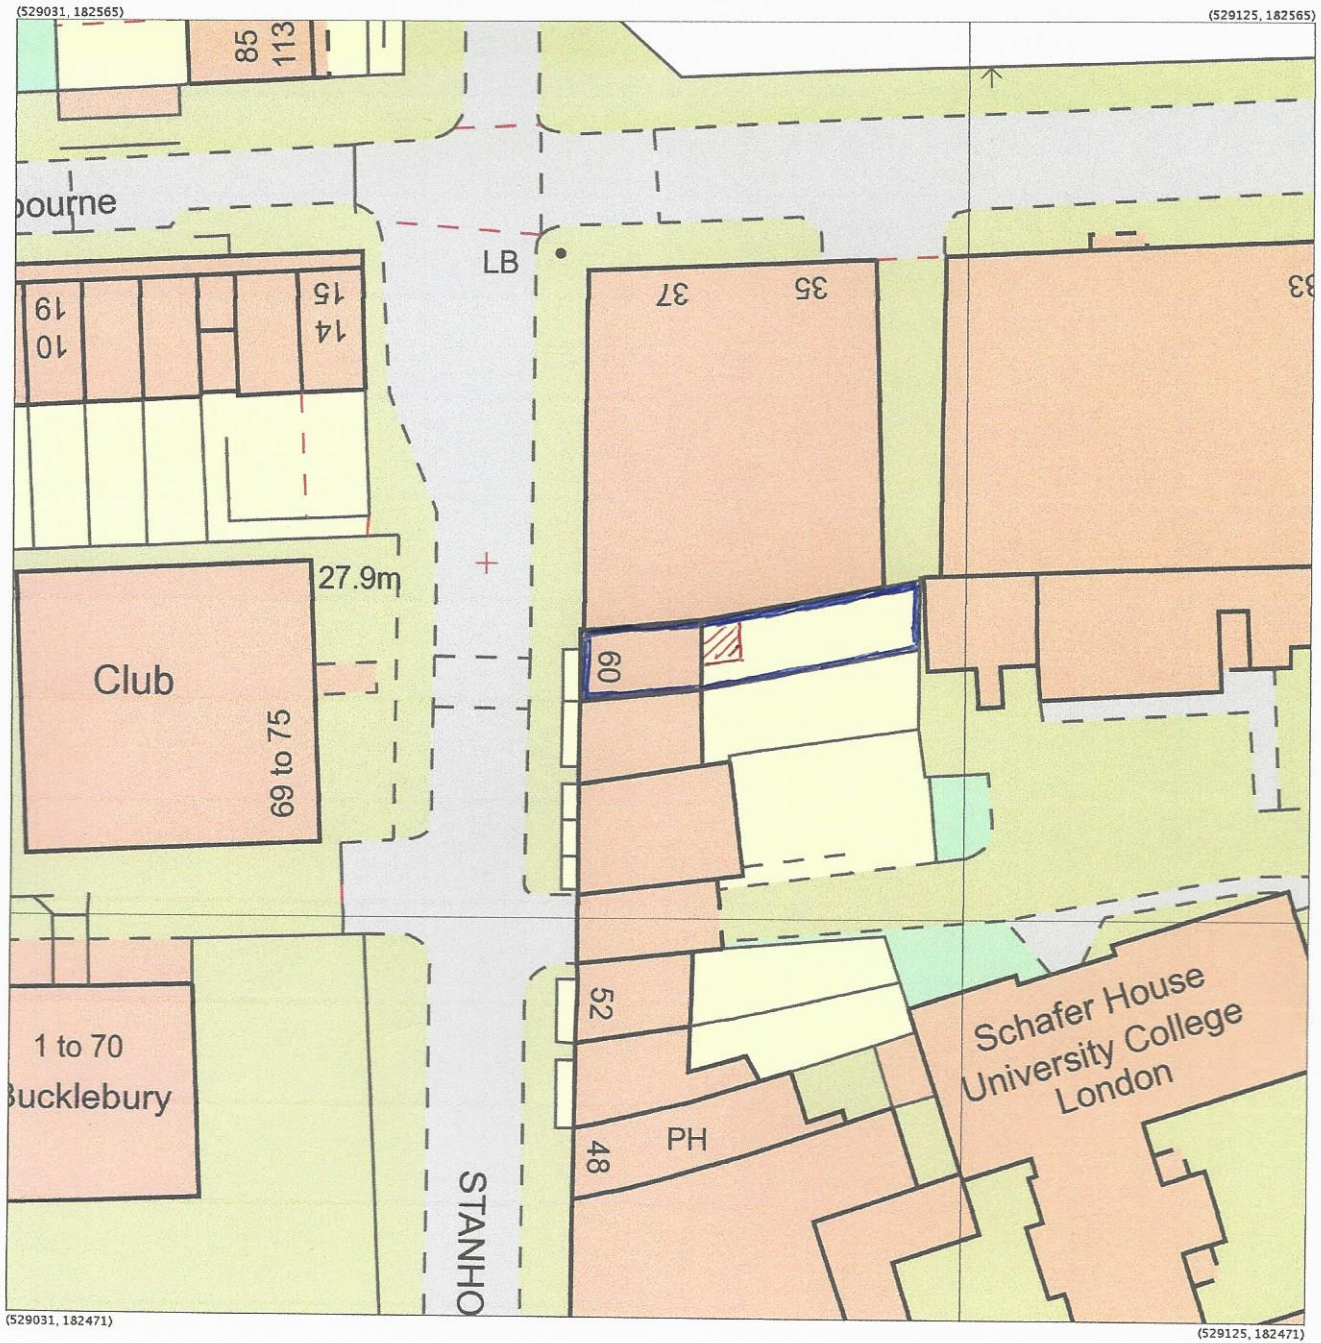 (529031, 182565)
(529125, 182565)
85
113
bourne
LB
37
35
33
19
10
15
14
27.9m
Club
69 to 75
60
52
48
PH
1 to 70
Bucklebury
STANHO
Schafer House
University College
London
(529031, 182471)
(529125, 182471)